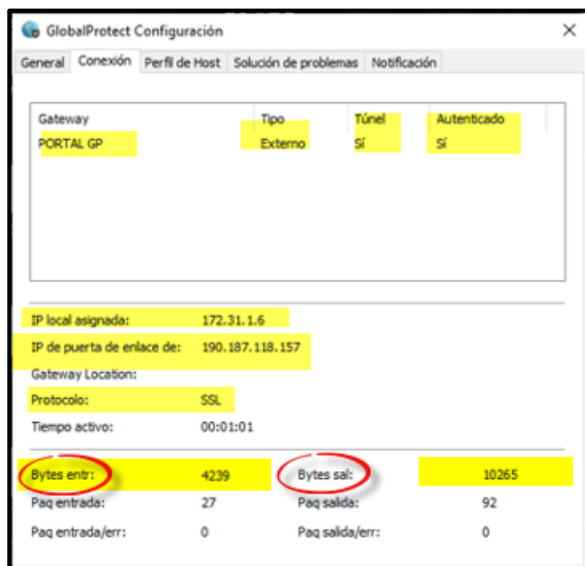 GlobalProtect Configuración
General Conexión Perfil de Host Solución de problemas Notificación
Gateway Tipo Túnel Autenticado
PORTAL GP Externo Sí Sí
IP local asignada: 172.31.1.6
IP de puerta de enlace de: 190.187.118.157
Gateway Location:
Protocolo: SSL
Tiempo activo: 00:01:01
Bytes entr: 4239 Bytes sal: 10265
Paq entrada: 27 Paq salida: 92
Paq entrada/err: 0 Paq salida/err: 0